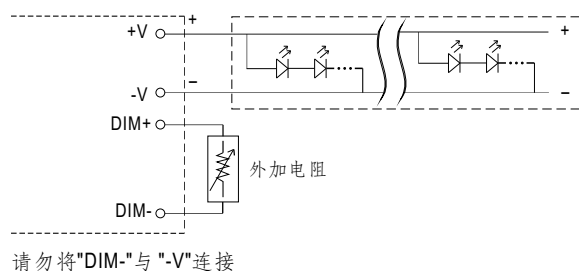 +
+V
+
−
-V
−
DIM+
外加电阻
DIM-
请勿将"DIM-"与 "-V"连接